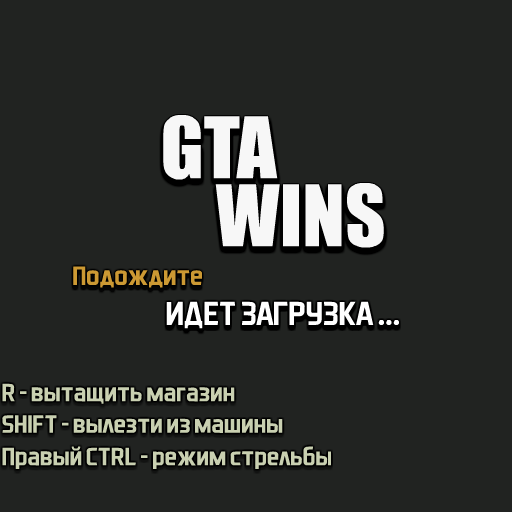 GTA
WINS
Подождите
ИДЕТ ЗАГРУЗКА ...
R - вытащить магазин
SHIFT - вылезти из машины
Правый CTRL - режим стрельбы